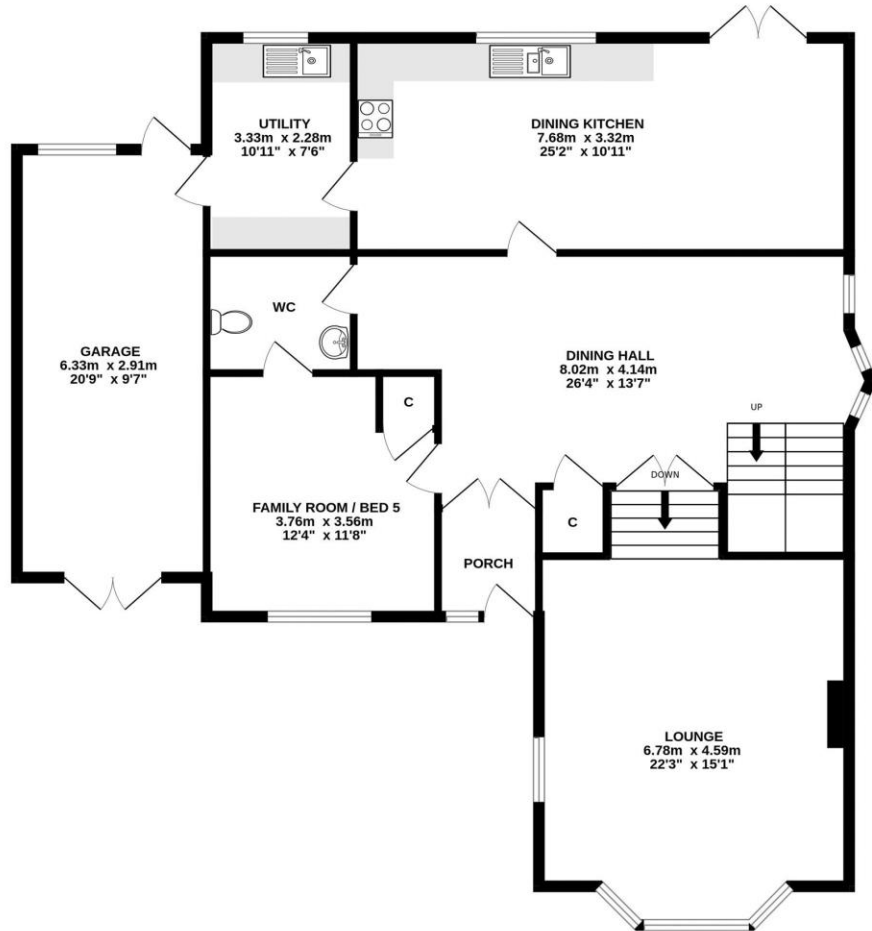 UTILITY
3.33m x 2.28m
10'11" x 7'6"
DINING KITCHEN
7.68m x 3.32m
25'2" x 10'11"
WC
GARAGE
6.33m x 2.91m
20'9" x 9'7"
DINING HALL
8.02m x 4.14m
26'4" x 13'7"
C
UP
DOWN
FAMILY ROOM / BED 5
3.76m x 3.56m
12'4" x 11'8"
C
PORCH
LOUNGE
6.78m x 4.59m
22'3" x 15'1"